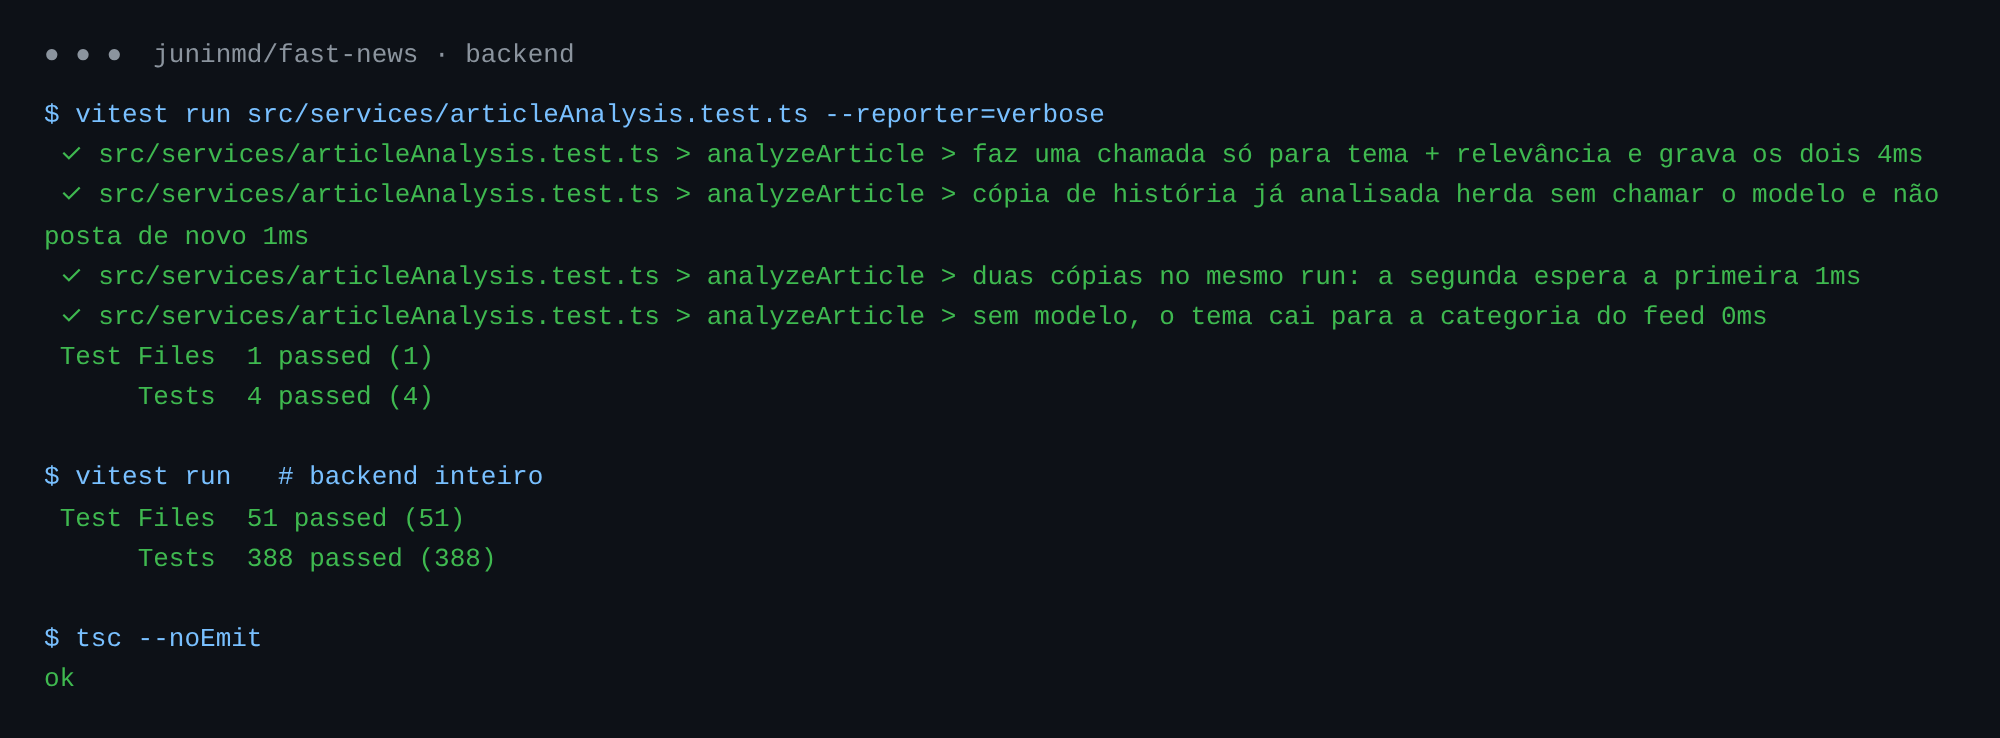 ● ● ● juninmd/fast-news · backend
$ vitest run src/services/articleAnalysis.test.ts --reporter=verbose
✓ src/services/articleAnalysis.test.ts > analyzeArticle > faz uma chamada só para tema + relevância e grava os dois 4ms
✓ src/services/articleAnalysis.test.ts > analyzeArticle > cópia de história já analisada herda sem chamar o modelo e não
posta de novo 1ms
✓ src/services/articleAnalysis.test.ts > analyzeArticle > duas cópias no mesmo run: a segunda espera a primeira 1ms
✓ src/services/articleAnalysis.test.ts > analyzeArticle > sem modelo, o tema cai para a categoria do feed 0ms
Test Files  1 passed (1)
Tests  4 passed (4)
$ vitest run   # backend inteiro
Test Files  51 passed (51)
Tests  388 passed (388)
$ tsc --noEmit
ok